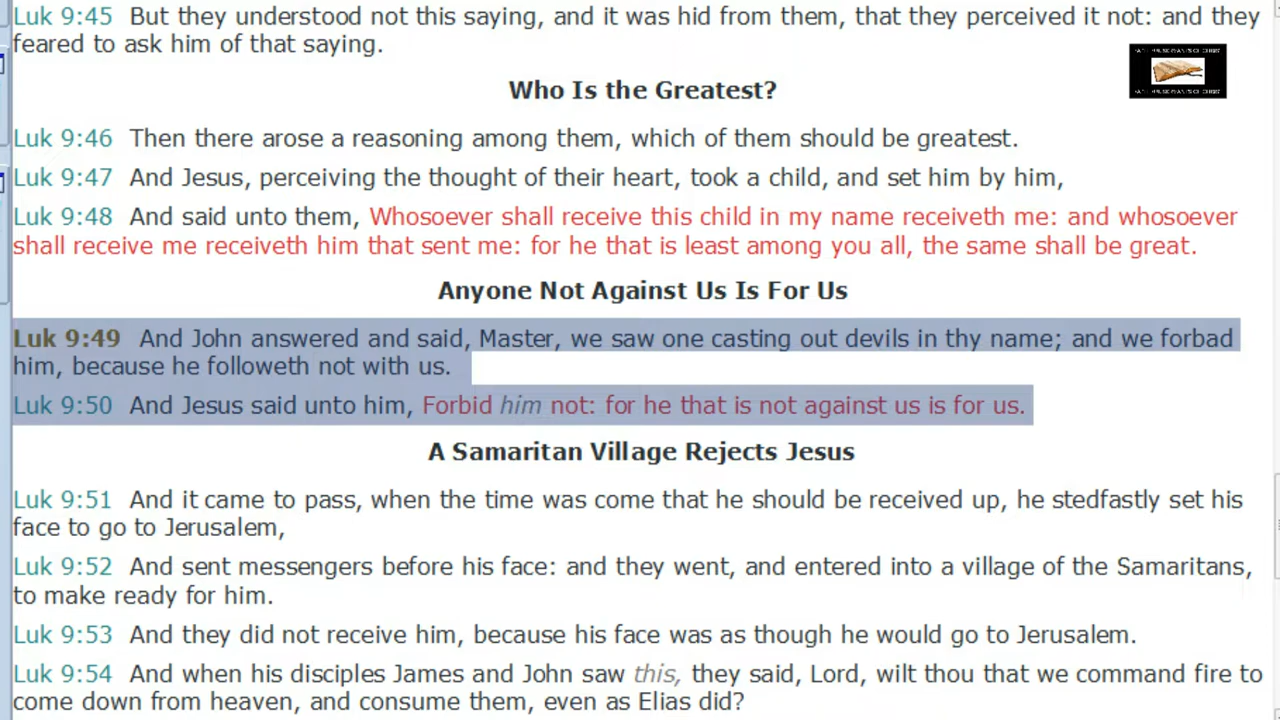 Luk 9:45 But they understood not this saying, and it was hid from them, that they perceived it not: and they
feared to ask him of that saying.
Who Is the Greatest?
Luk 9:46 Then there arose a reasoning among them, which of them should be greatest.
Luk 9:47 And Jesus, perceiving the thought of their heart, took a child, and set him by him,
Luk 9:48 And said unto them, Whosoever shall receive this child in my name receiveth me: and whosoever
shall receive me receiveth him that sent me: for he that is least among you all, the same shall be great.
Anyone Not Against Us Is For Us
Luk 9:49 And John answered and said, Master, we saw one casting out devils in thy name; and we forbad
him, because he followeth not with us.
Luk 9:50 And Jesus said unto him, Forbid him not: for he that is not against us is for us.
A Samaritan Village Rejects Jesus
Luk 9:51 And it came to pass, when the time was come that he should be received up, he stedfastly set his
face to go to Jerusalem,
Luk 9:52 And sent messengers before his face: and they went, and entered into a village of the Samaritans,
to make ready for him.
Luk 9:53 And they did not receive him, because his face was as though he would go to Jerusalem.
Luk 9:54 And when his disciples James and John saw this, they said, Lord, wilt thou that we command fire to
come down from heaven, and consume them, even as Elias did?